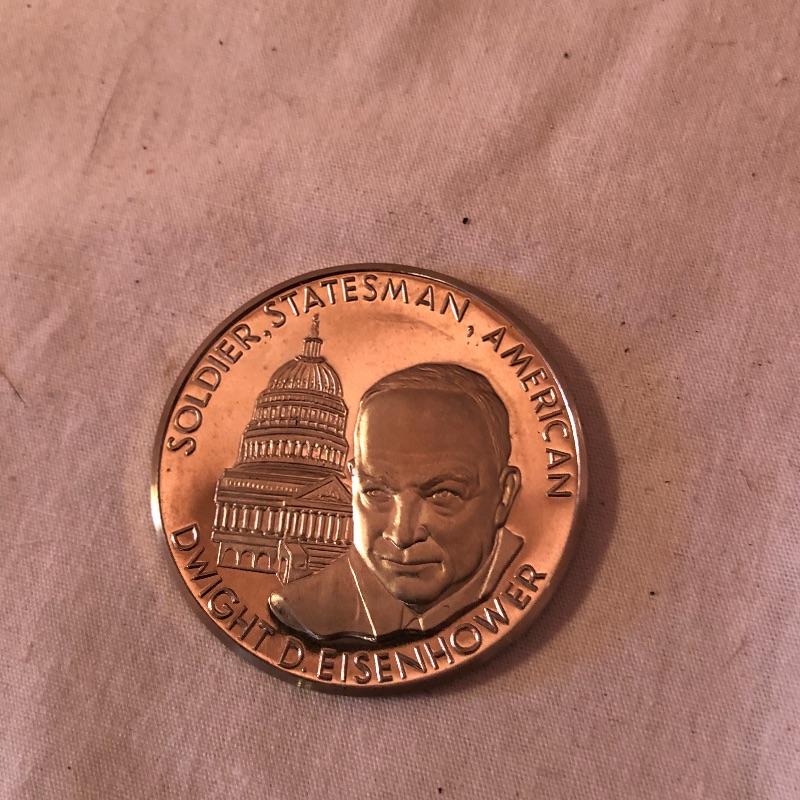 SOLDIER, STATESMAN, AMERICAN
DWIGHT D. EISENHOWER